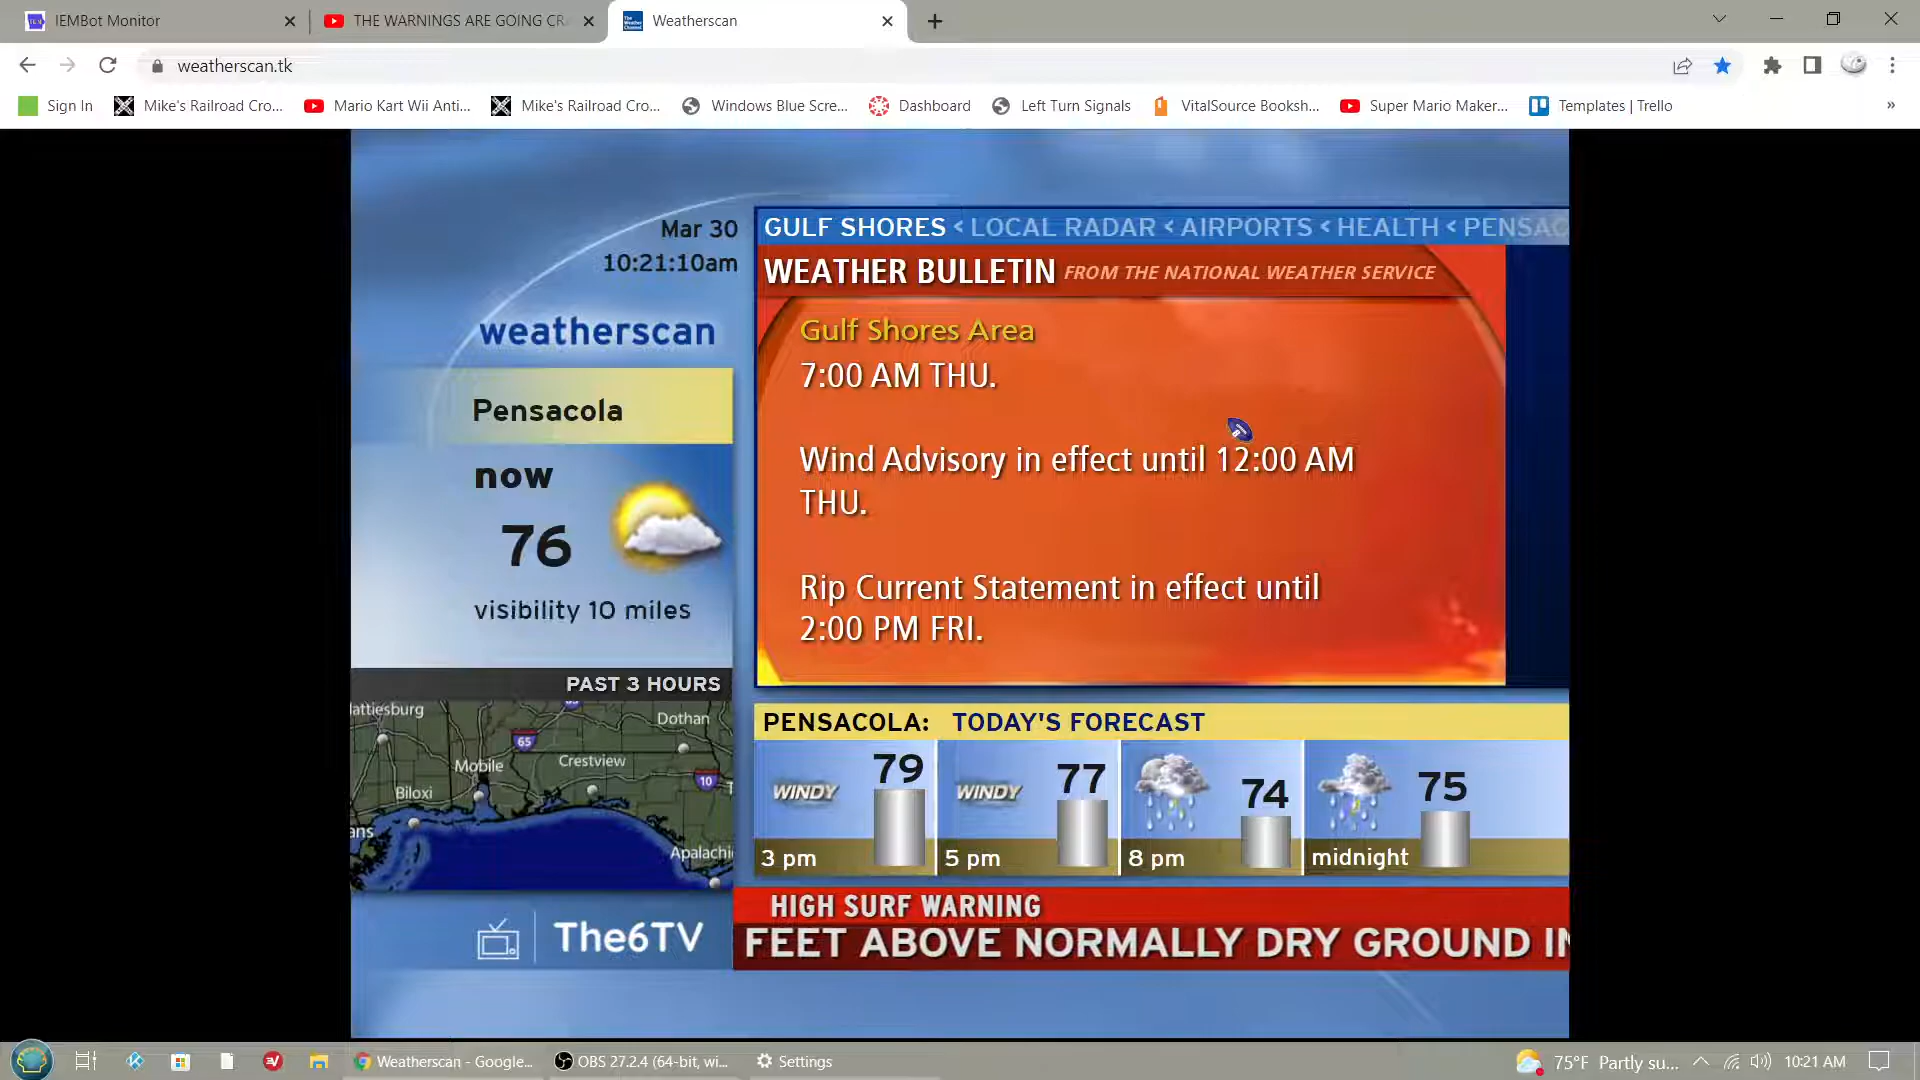 IEMBot Monitor
THE WARNINGS ARE GOING CR
Weatherscan
weatherscan.tk
Sign In
Mike's Railroad Cro...
Mario Kart Wii Anti...
Mike's Railroad Cro...
Windows Blue Scre...
Dashboard
Left Turn Signals
VitalSource Booksh...
Super Mario Maker...
Templates | Trello
»
Mar 30
10:21:10am
weatherscan
Pensacola
now
76
visibility 10 miles
PAST 3 HOURS
attiesburg
Dothan
65
Mobile
Crestview
10
Biloxi
ans
Apalachi
The6TV
GULF SHORES < LOCAL RADAR < AIRPORTS < HEALTH < PENSAC
WEATHER BULLETIN FROM THE NATIONAL WEATHER SERVICE
Gulf Shores Area
7:00 AM THU.
Wind Advisory in effect until 12:00 AM
THU.
Rip Current Statement in effect until
2:00 PM FRI.
PENSACOLA: TODAY'S FORECAST
WINDY 79
3 pm
WINDY 77
5 pm
74
8 pm
75
midnight
HIGH SURF WARNING
FEET ABOVE NORMALLY DRY GROUND IN
Weatherscan - Google...
OBS 27.2.4 (64-bit, wi...
Settings
75°F Partly su...
10:21 AM